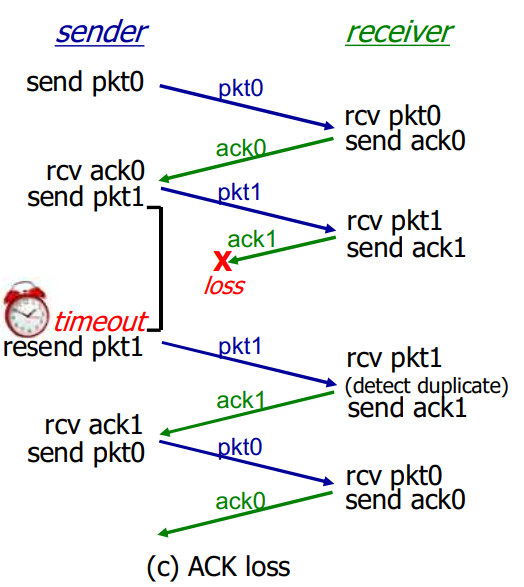 sender receiver
send pkt0
pkt0
rcv pkt0
send ack0
ack0
rcv ack0
send pkt1
pkt1
rcv pkt1
send ack1
ack1
X
loss
timeout
resend pkt1
pkt1
rcv pkt1
(detect duplicate)
send ack1
ack1
rcv ack1
send pkt0
pkt0
rcv pkt0
send ack0
ack0
(c) ACK loss